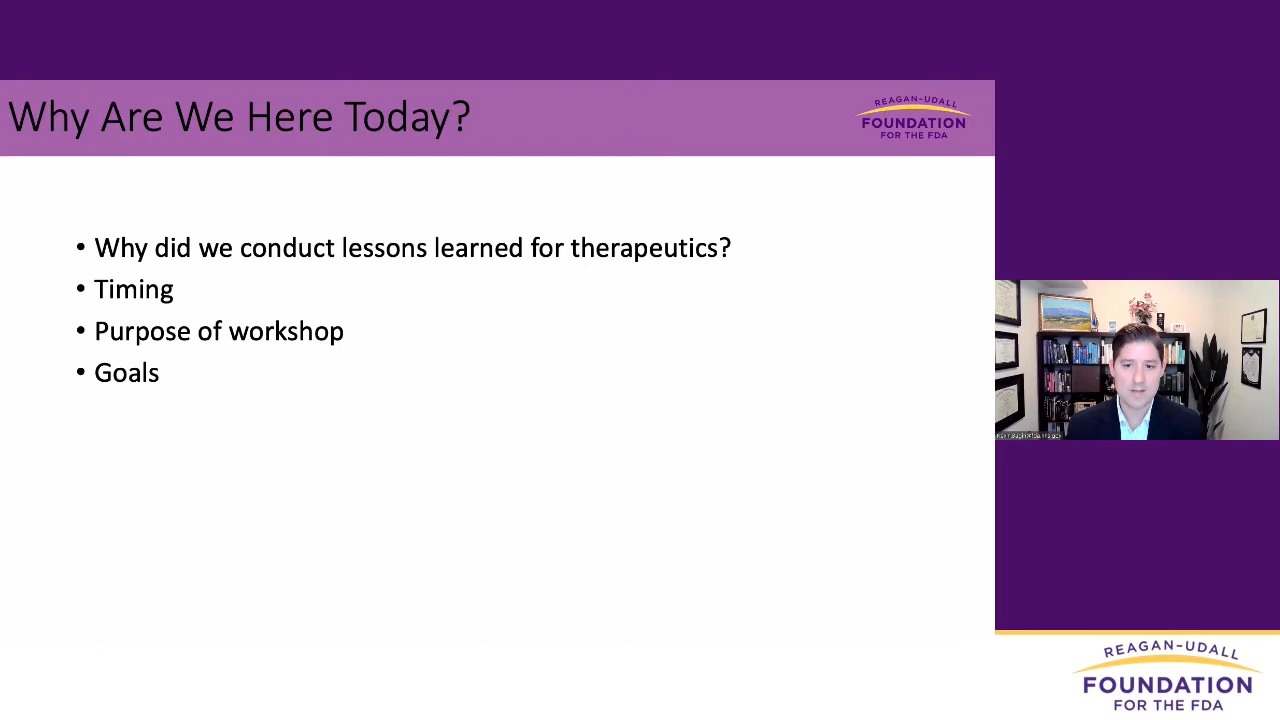 Why Are We Here Today?
REAGAN-UDALL
FOUNDATION
FOR THE FDA
• Why did we conduct lessons learned for therapeutics?
• Timing
• Purpose of workshop
• Goals
REAGAN-UDALL
FOUNDATION
FOR THE FDA